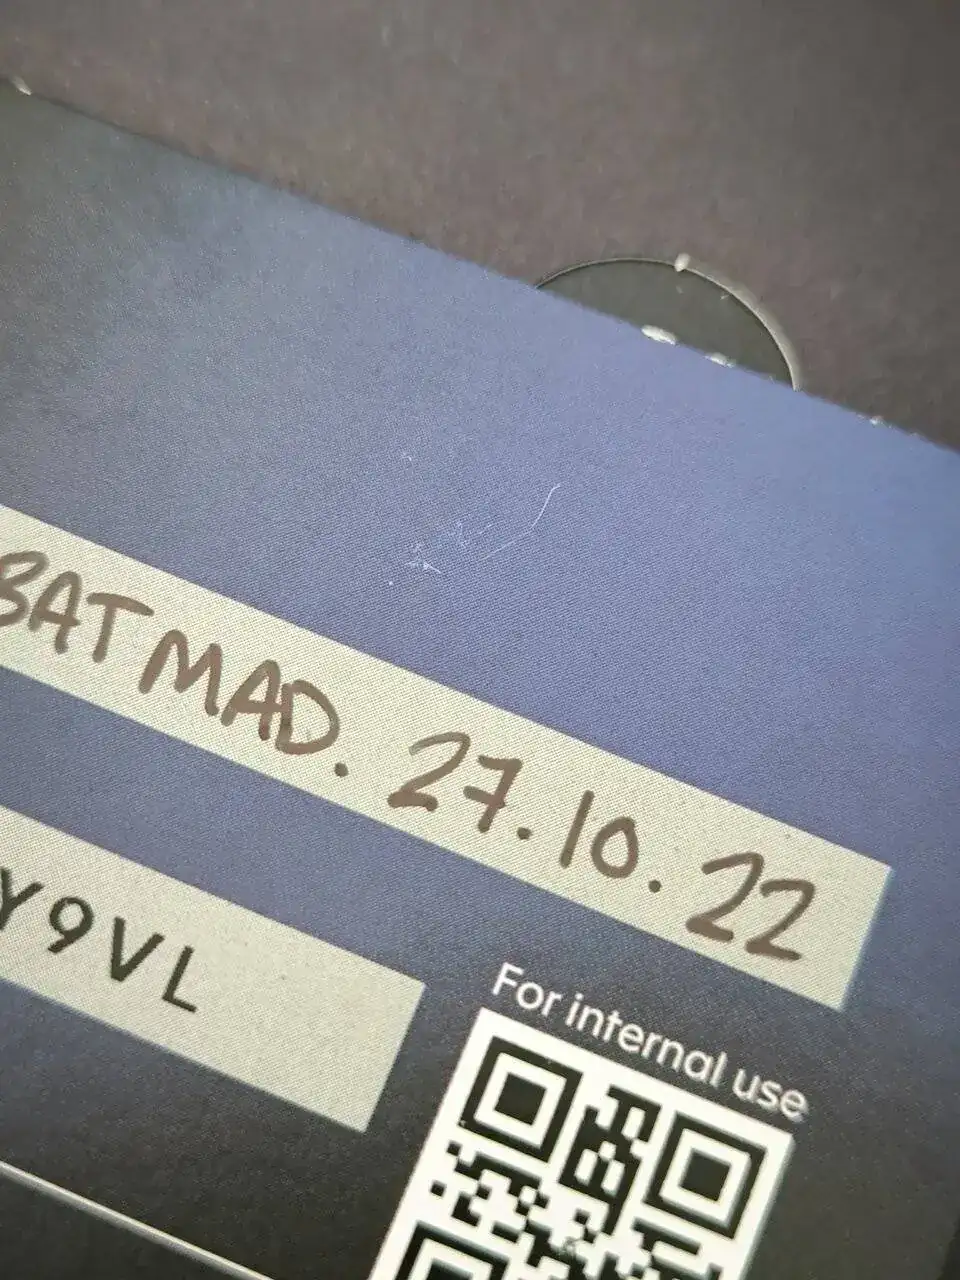 BATMAD. 27.10.22
Y9VL
For internal use